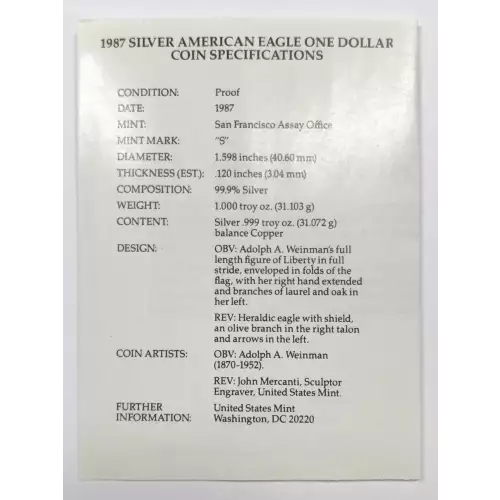 1987 SILVER AMERICAN EAGLE ONE DOLLAR
COIN SPECIFICATIONS
CONDITION: Proof
DATE: 1987
MINT: San Francisco Assay Office
MINT MARK: "S"
DIAMETER: 1.598 inches (40.60 mm)
THICKNESS (EST): .120 inches (3.04 mm)
COMPOSITION: 99.9% Silver
WEIGHT: 1.000 troy oz. (31.103 g)
CONTENT: Silver .999 troy oz. (31.072 g)
balance Copper
DESIGN: OBV: Adolph A. Weinman's full
length figure of Liberty in full
stride, enveloped in folds of the
flag, with her right hand extended
and branches of laurel and oak in
her left.
REV: Heraldic eagle with shield,
an olive branch in the right talon
and arrows in the left.
COIN ARTISTS: OBV: Adolph A. Weinman
(1870-1952).
REV: John Mercanti, Sculptor
Engraver, United States Mint.
FURTHER United States Mint
INFORMATION: Washington, DC 20220